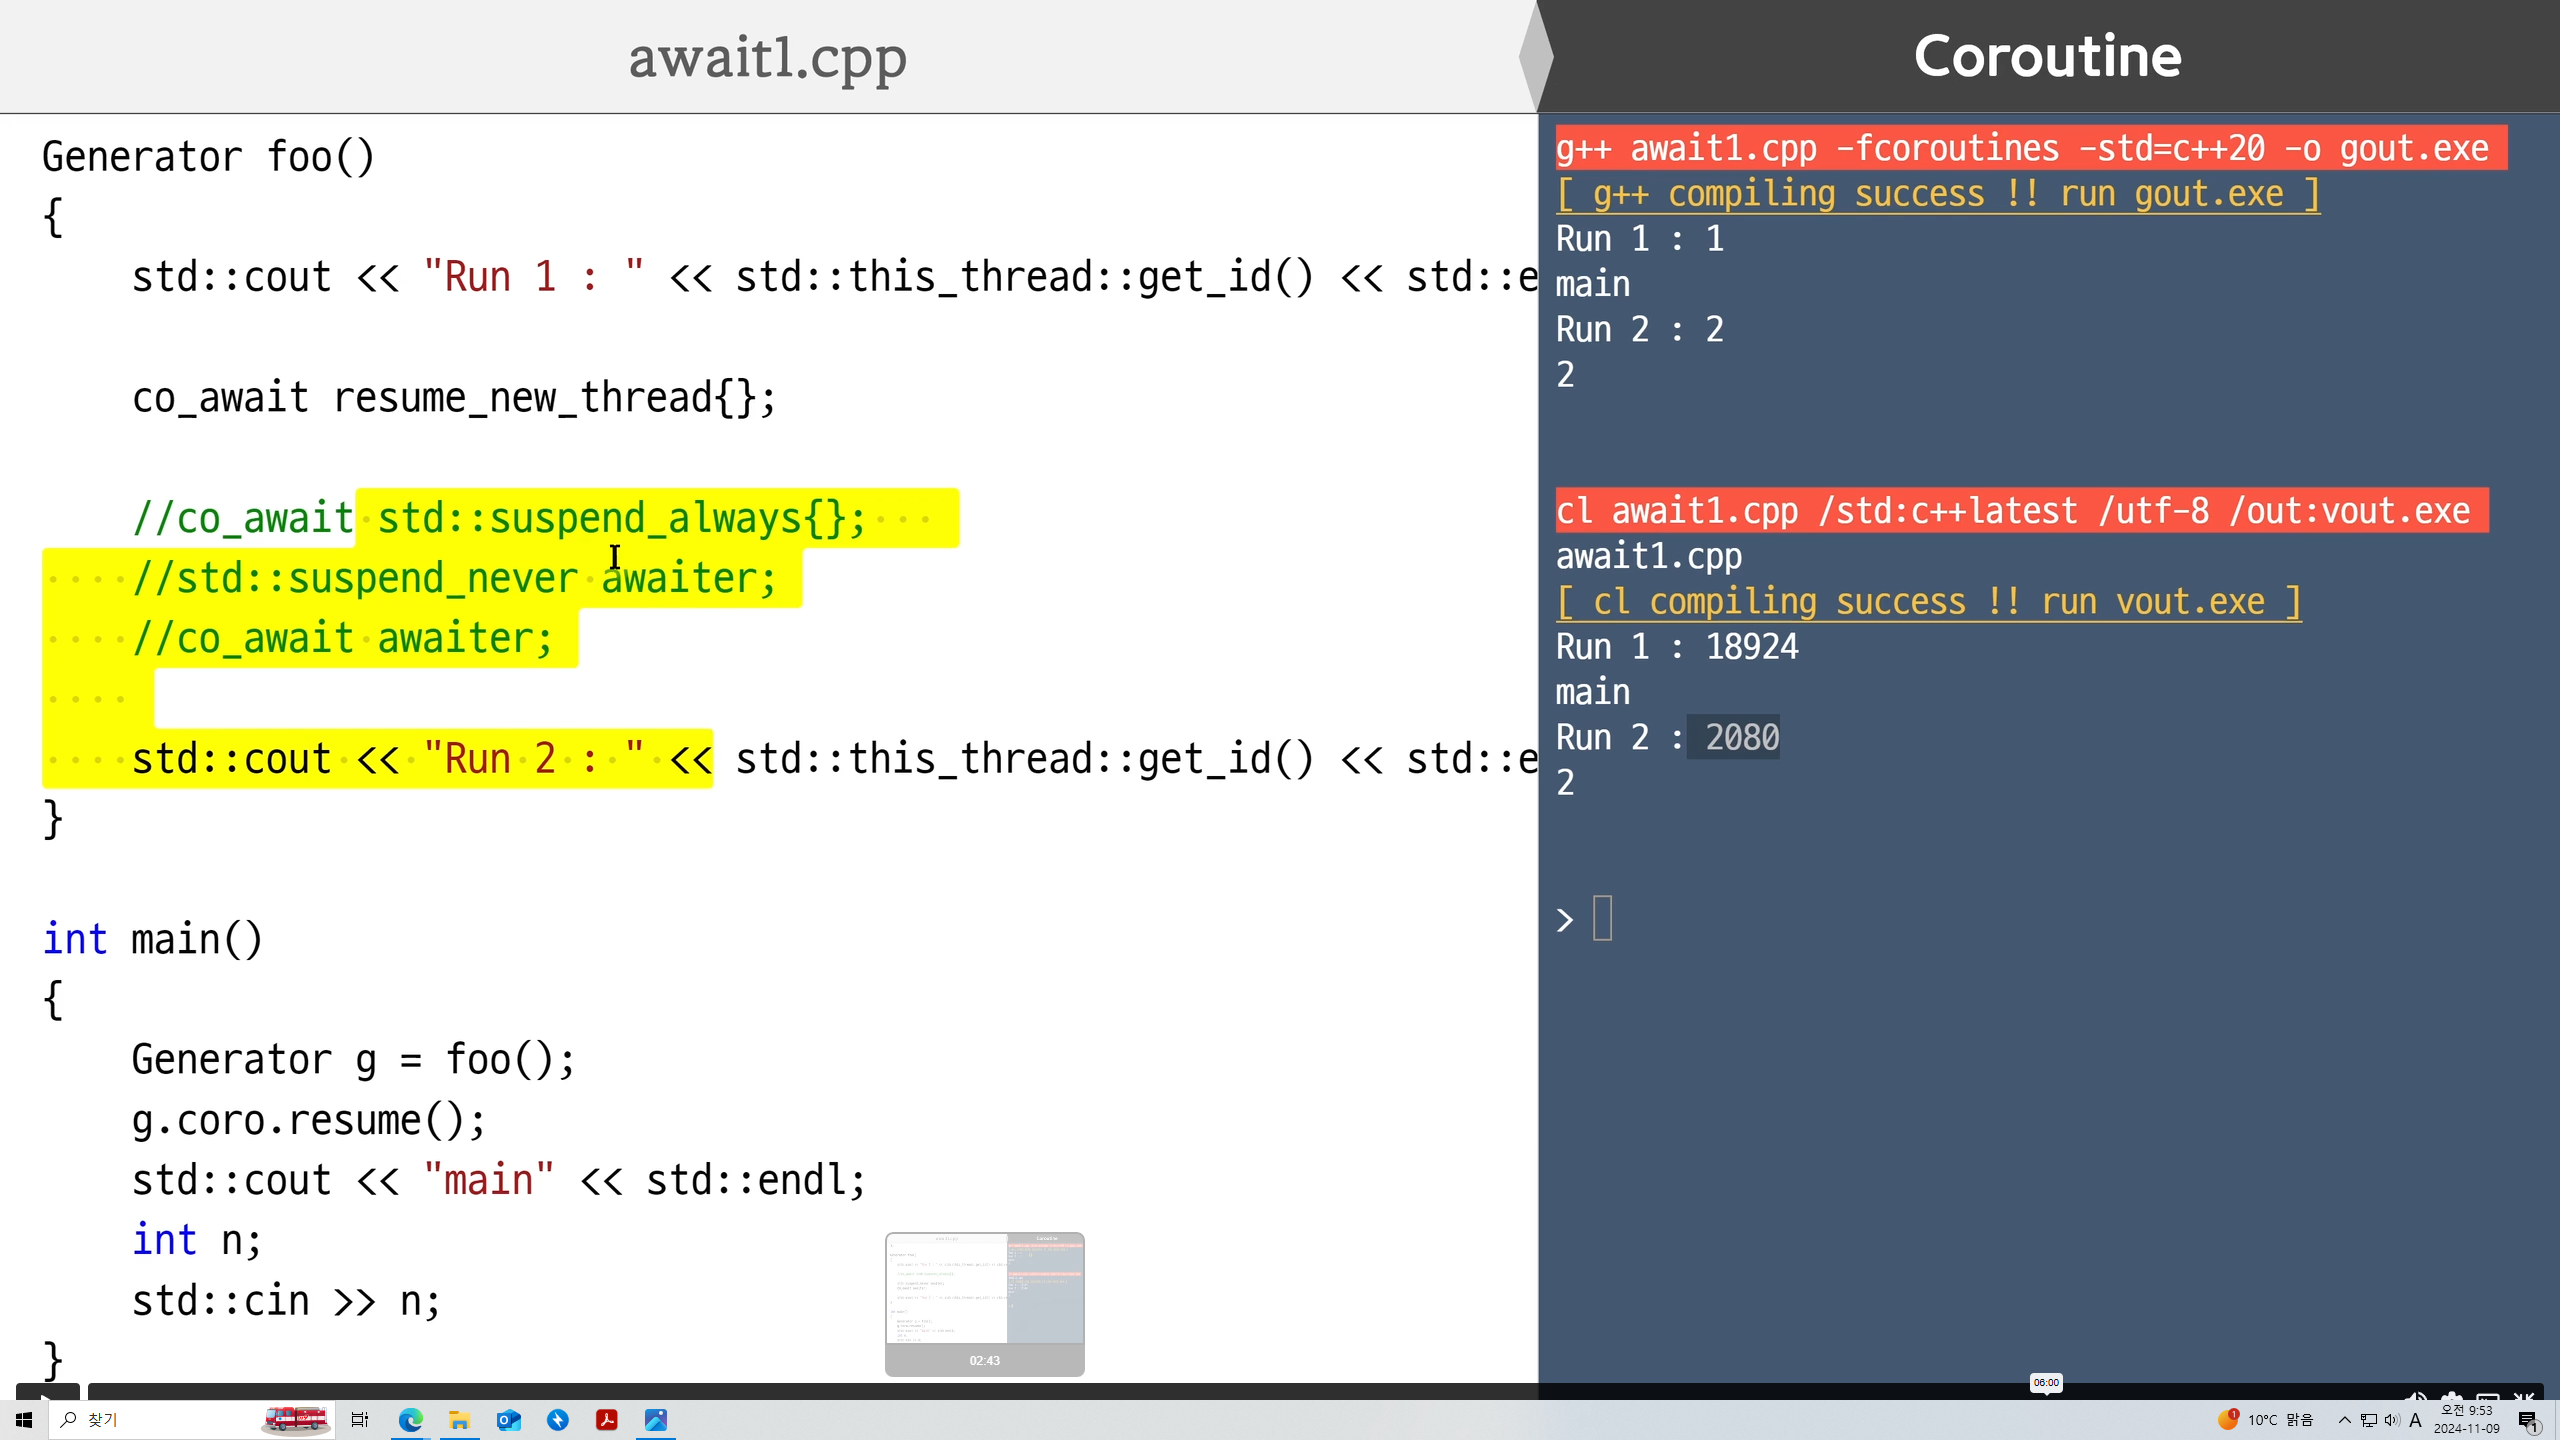 await1.cpp
Coroutine
Generator foo()
{
    std::cout << "Run 1 : " << std::this_thread::get_id() << std::e
    co_await resume_new_thread{};
    //co_await std::suspend_always{};
    //std::suspend_never awaiter;
    //co_await awaiter;
    std::cout << "Run 2 : " << std::this_thread::get_id() << std::e
}
int main()
{
    Generator g = foo();
    g.coro.resume();
    std::cout << "main" << std::endl;
    int n;
    std::cin >> n;
}
g++ await1.cpp -fcoroutines -std=c++20 -o gout.exe
[ g++ compiling success !! run gout.exe ]
Run 1 : 1
main
Run 2 : 2
2
cl await1.cpp /std:c++latest /utf-8 /out:vout.exe
await1.cpp
[ cl compiling success !! run vout.exe ]
Run 1 : 18924
main
Run 2 : 2080
2
>
02:43
06:00
찾기
1
10°C 맑음
A
오전 9:53
2024-11-09
1